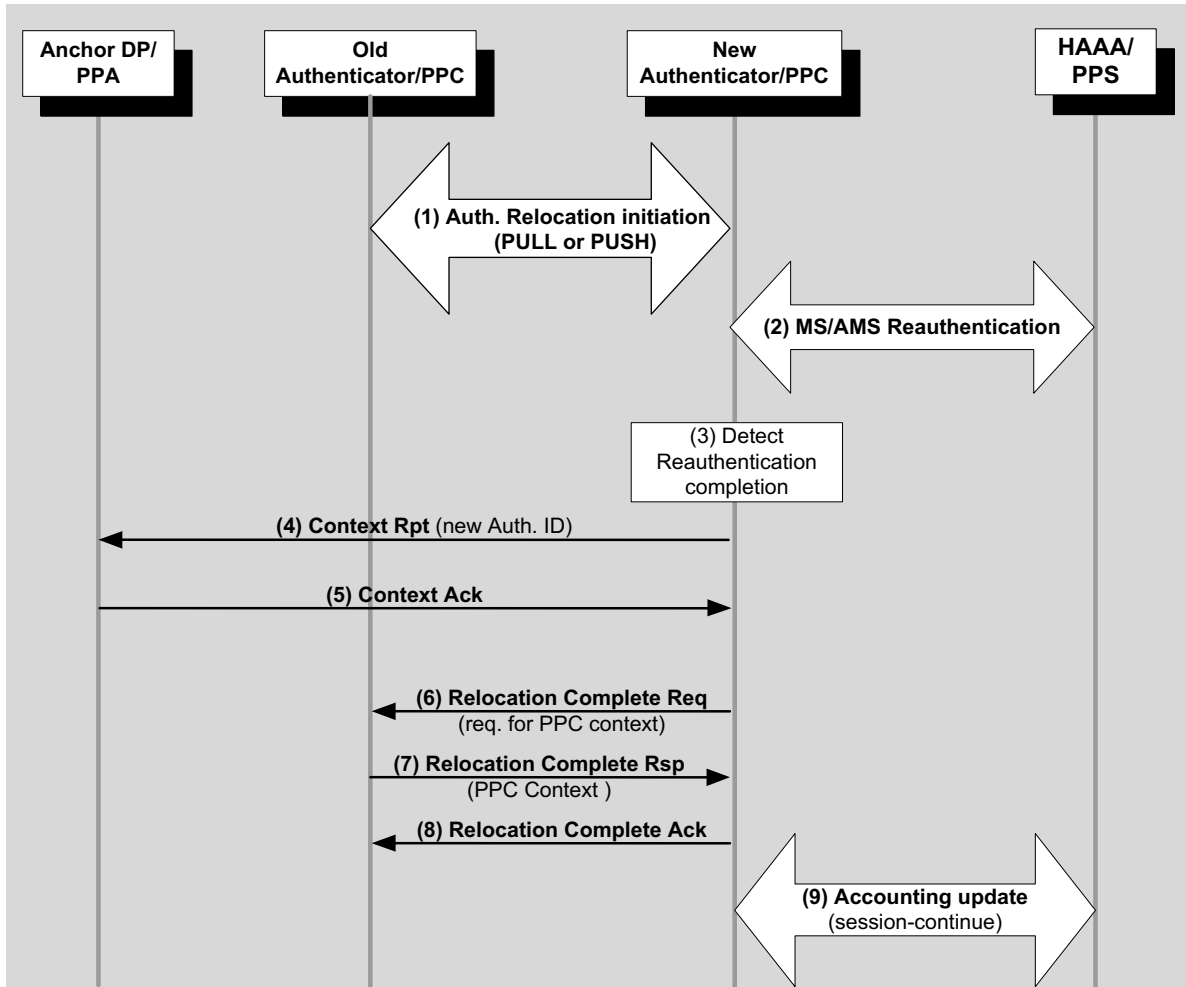 Anchor DP/
PPA
Old
Authenticator/PPC
New
Authenticator/PPC
HAAA/
PPS
(1) Auth. Relocation initiation
(PULL or PUSH)
(2) MS/AMS Reauthentication
(3) Detect
Reauthentication
completion
(4) Context Rpt (new Auth. ID)
(5) Context Ack
(6) Relocation Complete Req
(req. for PPC context)
(7) Relocation Complete Rsp
(PPC Context )
(8) Relocation Complete Ack
(9) Accounting update
(session-continue)